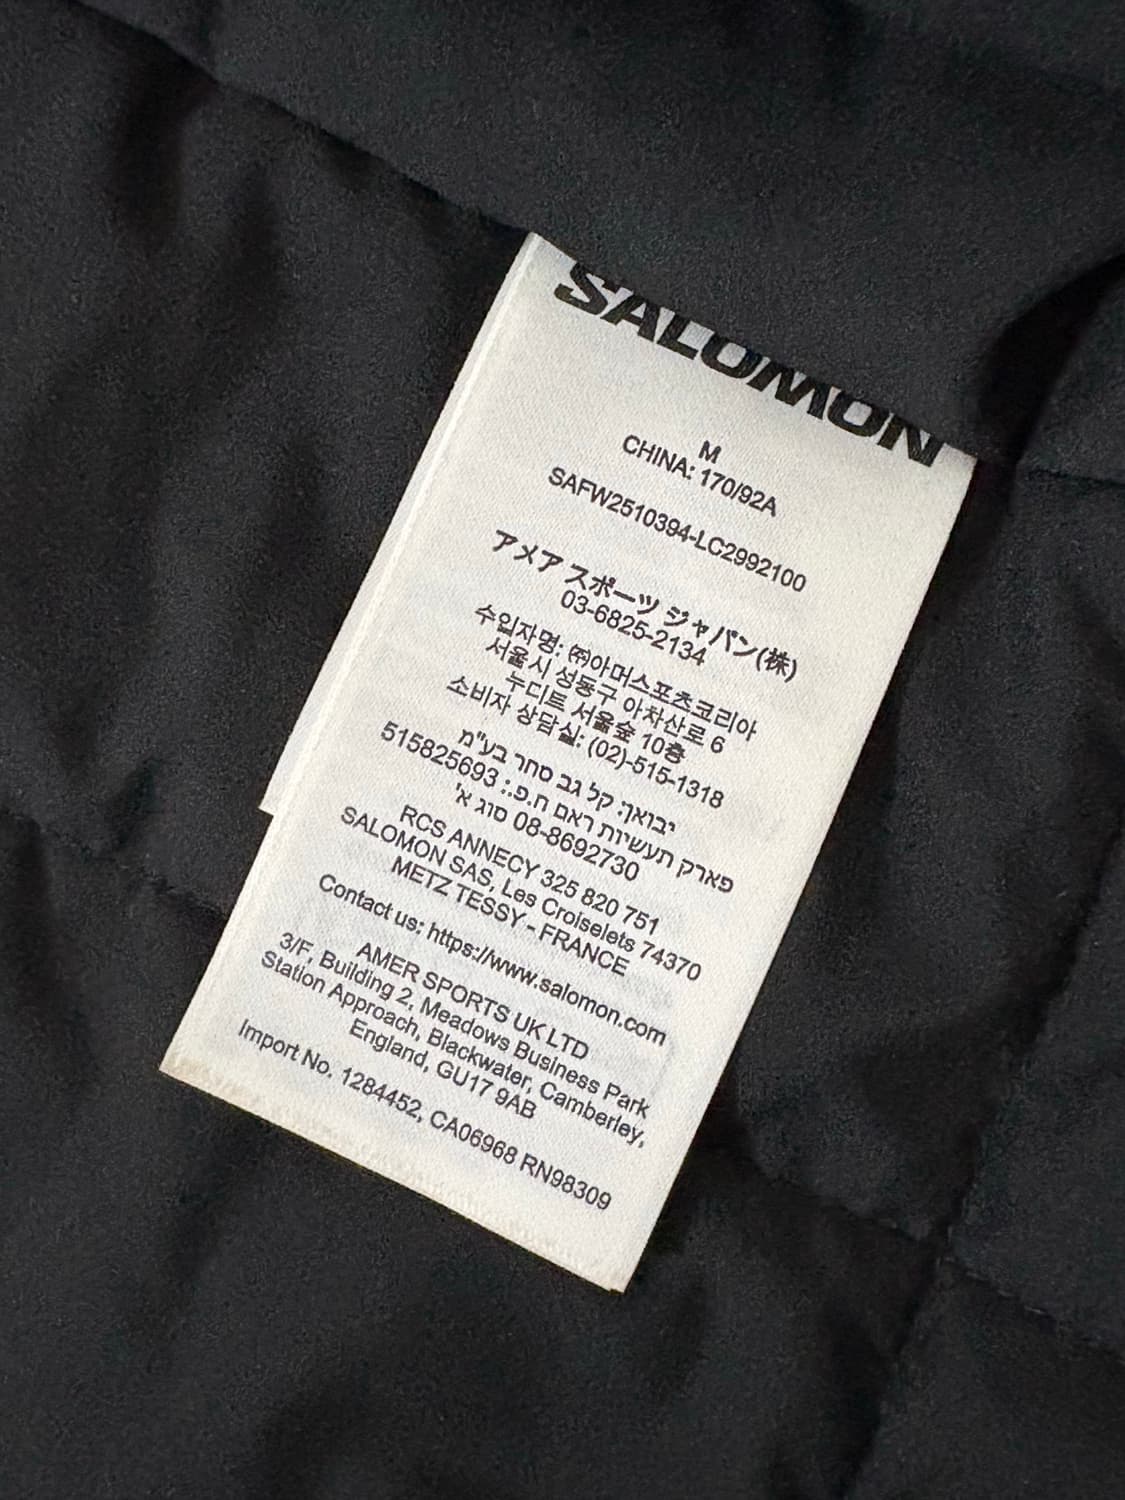 SALOMON
M
CHINA: 170/92A
SAFW2510394-LC2992100
アメア スポーツ ジャパン(株)
03-6825-2134
수입자명: ㈜아머스포츠코리아
서울시 성동구 아차산로 6
누디트 서울숲 10층
소비자 상담실: (02)-515-1318
יבואן: קל גב סחר בע"מ
515825693 :.פארק תעשיות ראם ח.פ
08-8692730 סוג א'
RCS ANNECY 325 820 751
SALOMON SAS, Les Croiselets 74370
METZ TESSY - FRANCE
Contact us: https://www.salomon.com
AMER SPORTS UK LTD
3/F, Building 2, Meadows Business Park
Station Approach, Blackwater, Camberley,
England, GU17 9AB
Import No. 1284452, CA06968 RN98309